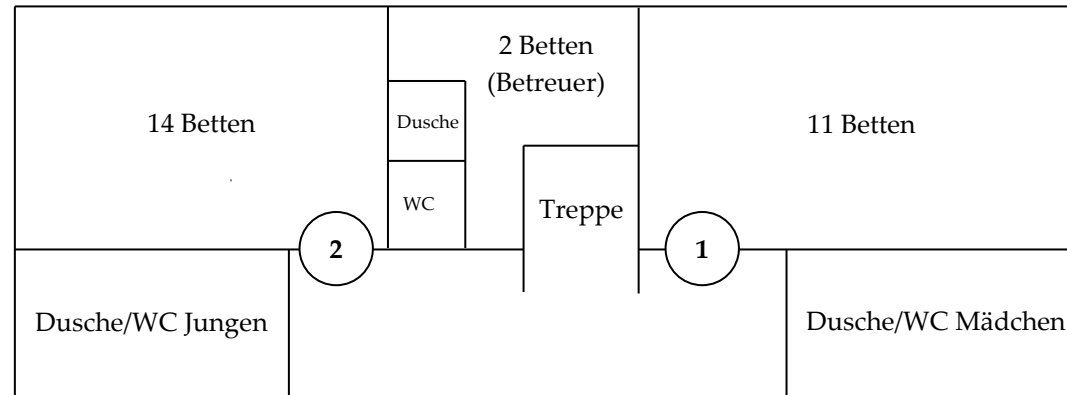 2 Betten
(Betreuer)
14 Betten
Dusche
11 Betten
WC
Treppe
2
1
Dusche/WC Jungen
Dusche/WC Mädchen